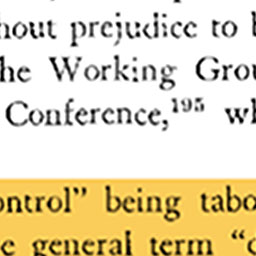 hout prejudice to b
he Working Grou
Conference,¹⁹⁵ wh
ontrol” being tabo
e general term “c